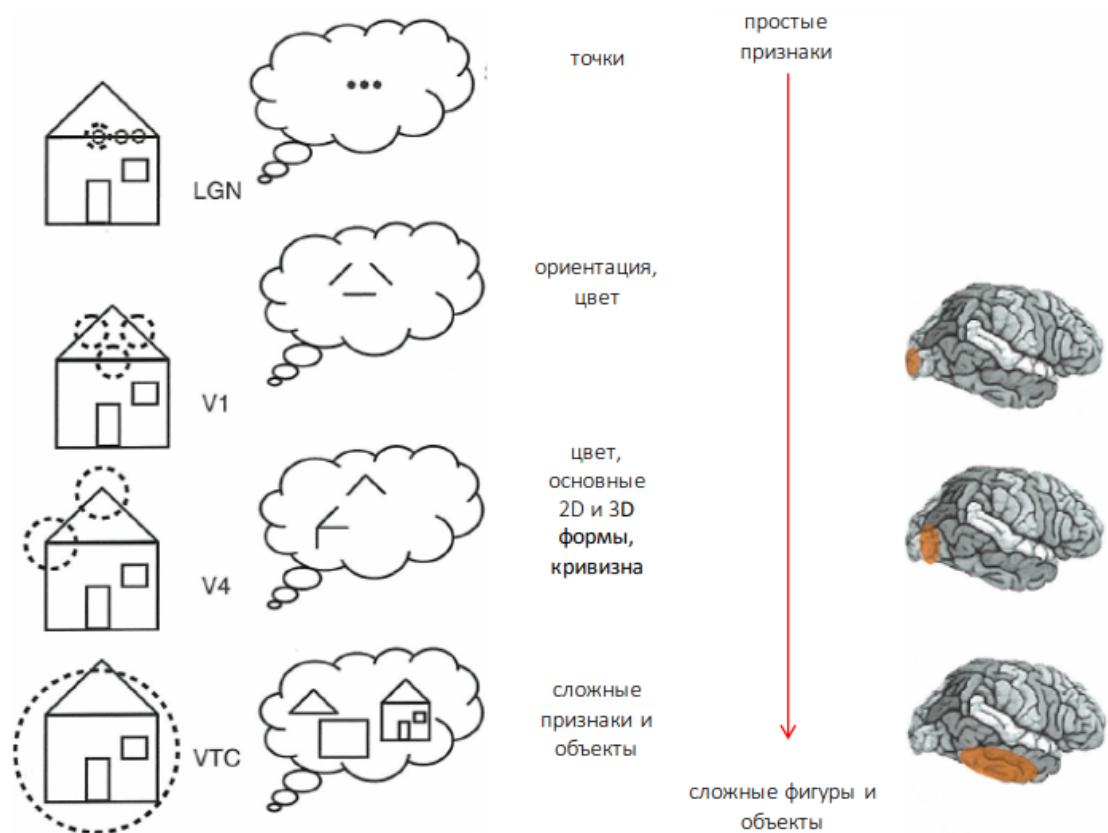 простые
признаки
точки
LGN
ориентация,
цвет
V1
цвет,
основные
2D и 3D
формы,
кривизна
V4
сложные
признаки и
объекты
VTC
сложные фигуры и
объекты